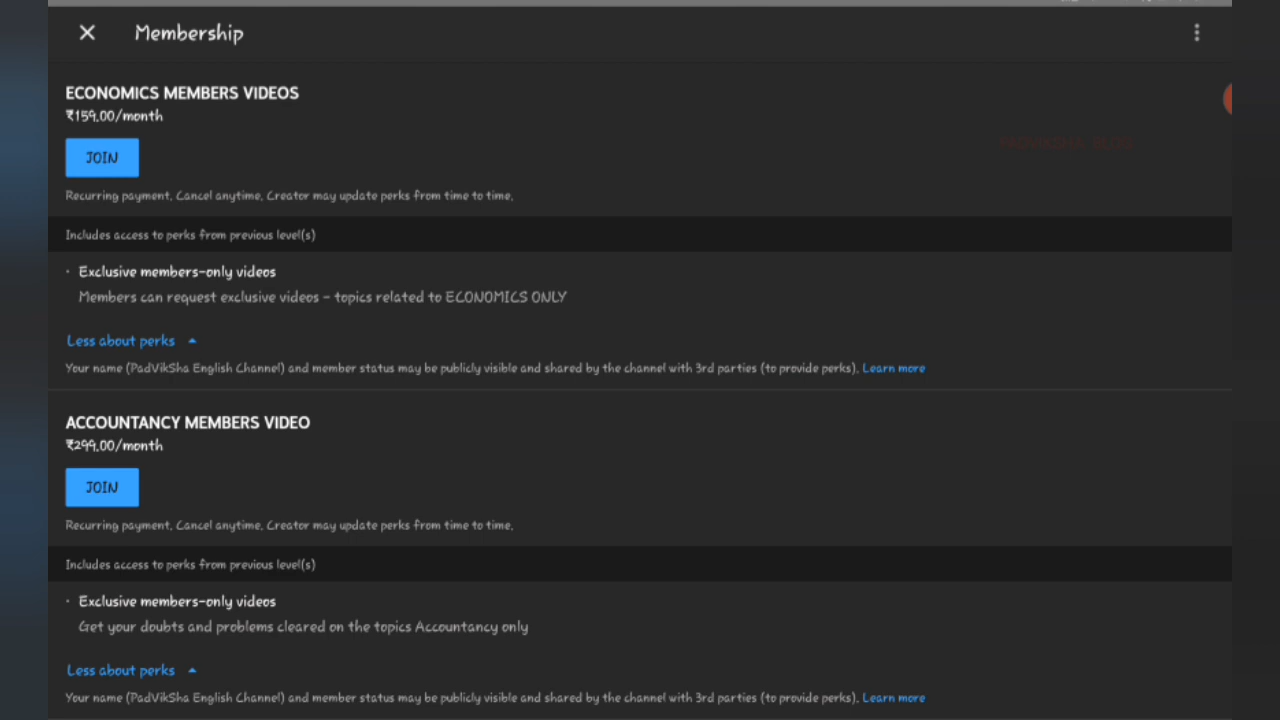 Membership
ECONOMICS MEMBERS VIDEOS
₹159.00/month
JOIN
Recurring payment. Cancel anytime. Creator may update perks from time to time.
Includes access to perks from previous level(s)
· Exclusive members-only videos
Members can request exclusive videos - topics related to ECONOMICS ONLY
Less about perks
Your name (PadVikSha English Channel) and member status may be publicly visible and shared by the channel with 3rd parties (to provide perks). Learn more
ACCOUNTANCY MEMBERS VIDEO
₹299.00/month
JOIN
Recurring payment. Cancel anytime. Creator may update perks from time to time.
Includes access to perks from previous level(s)
· Exclusive members-only videos
Get your doubts and problems cleared on the topics Accountancy only
Less about perks
Your name (PadVikSha English Channel) and member status may be publicly visible and shared by the channel with 3rd parties (to provide perks). Learn more